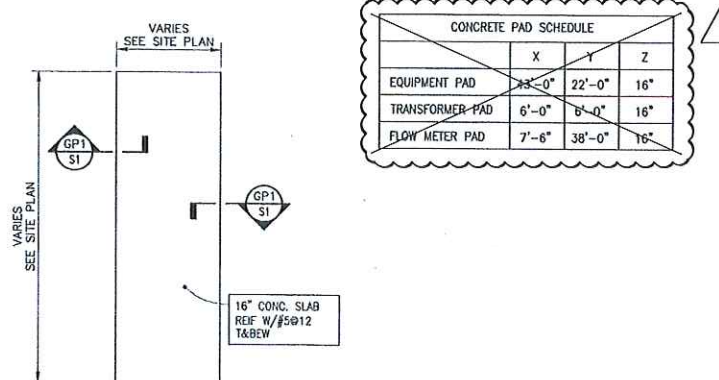 VARIES
SEE SITE PLAN
CONCRETE PAD SCHEDULE
X Y Z
EQUIPMENT PAD 13'-0" 22'-0" 16"
TRANSFORMER PAD 6'-0" 6'-0" 16"
FLOW METER PAD 7'-6" 38'-0" 16"
GP1
S1
GP1
S1
VARIES
SEE SITE PLAN
16" CONC. SLAB
REIF W/#5@12
T&BEW